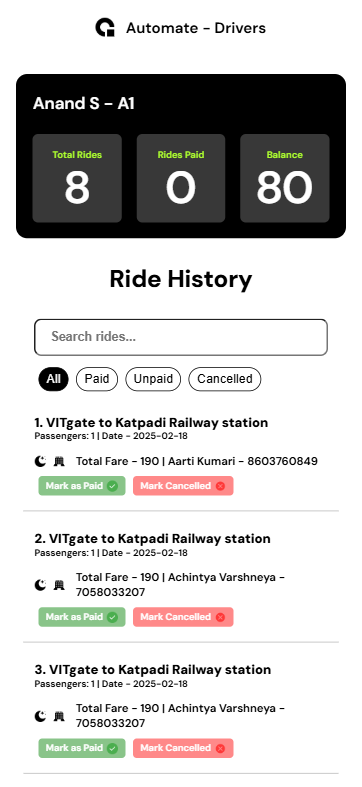 Automate - Drivers
Anand S - A1
Total Rides
8
Rides Paid
0
Balance
80
Ride History
Search rides...
All
Paid
Unpaid
Cancelled
1. VITgate to Katpadi Railway station
Passengers: 1 | Date - 2025-02-18
Total Fare - 190 | Aarti Kumari - 8603760849
Mark as Paid
Mark Cancelled
2. VITgate to Katpadi Railway station
Passengers: 1 | Date - 2025-02-18
Total Fare - 190 | Achintya Varshneya -
7058033207
Mark as Paid
Mark Cancelled
3. VITgate to Katpadi Railway station
Passengers: 1 | Date - 2025-02-18
Total Fare - 190 | Achintya Varshneya -
7058033207
Mark as Paid
Mark Cancelled